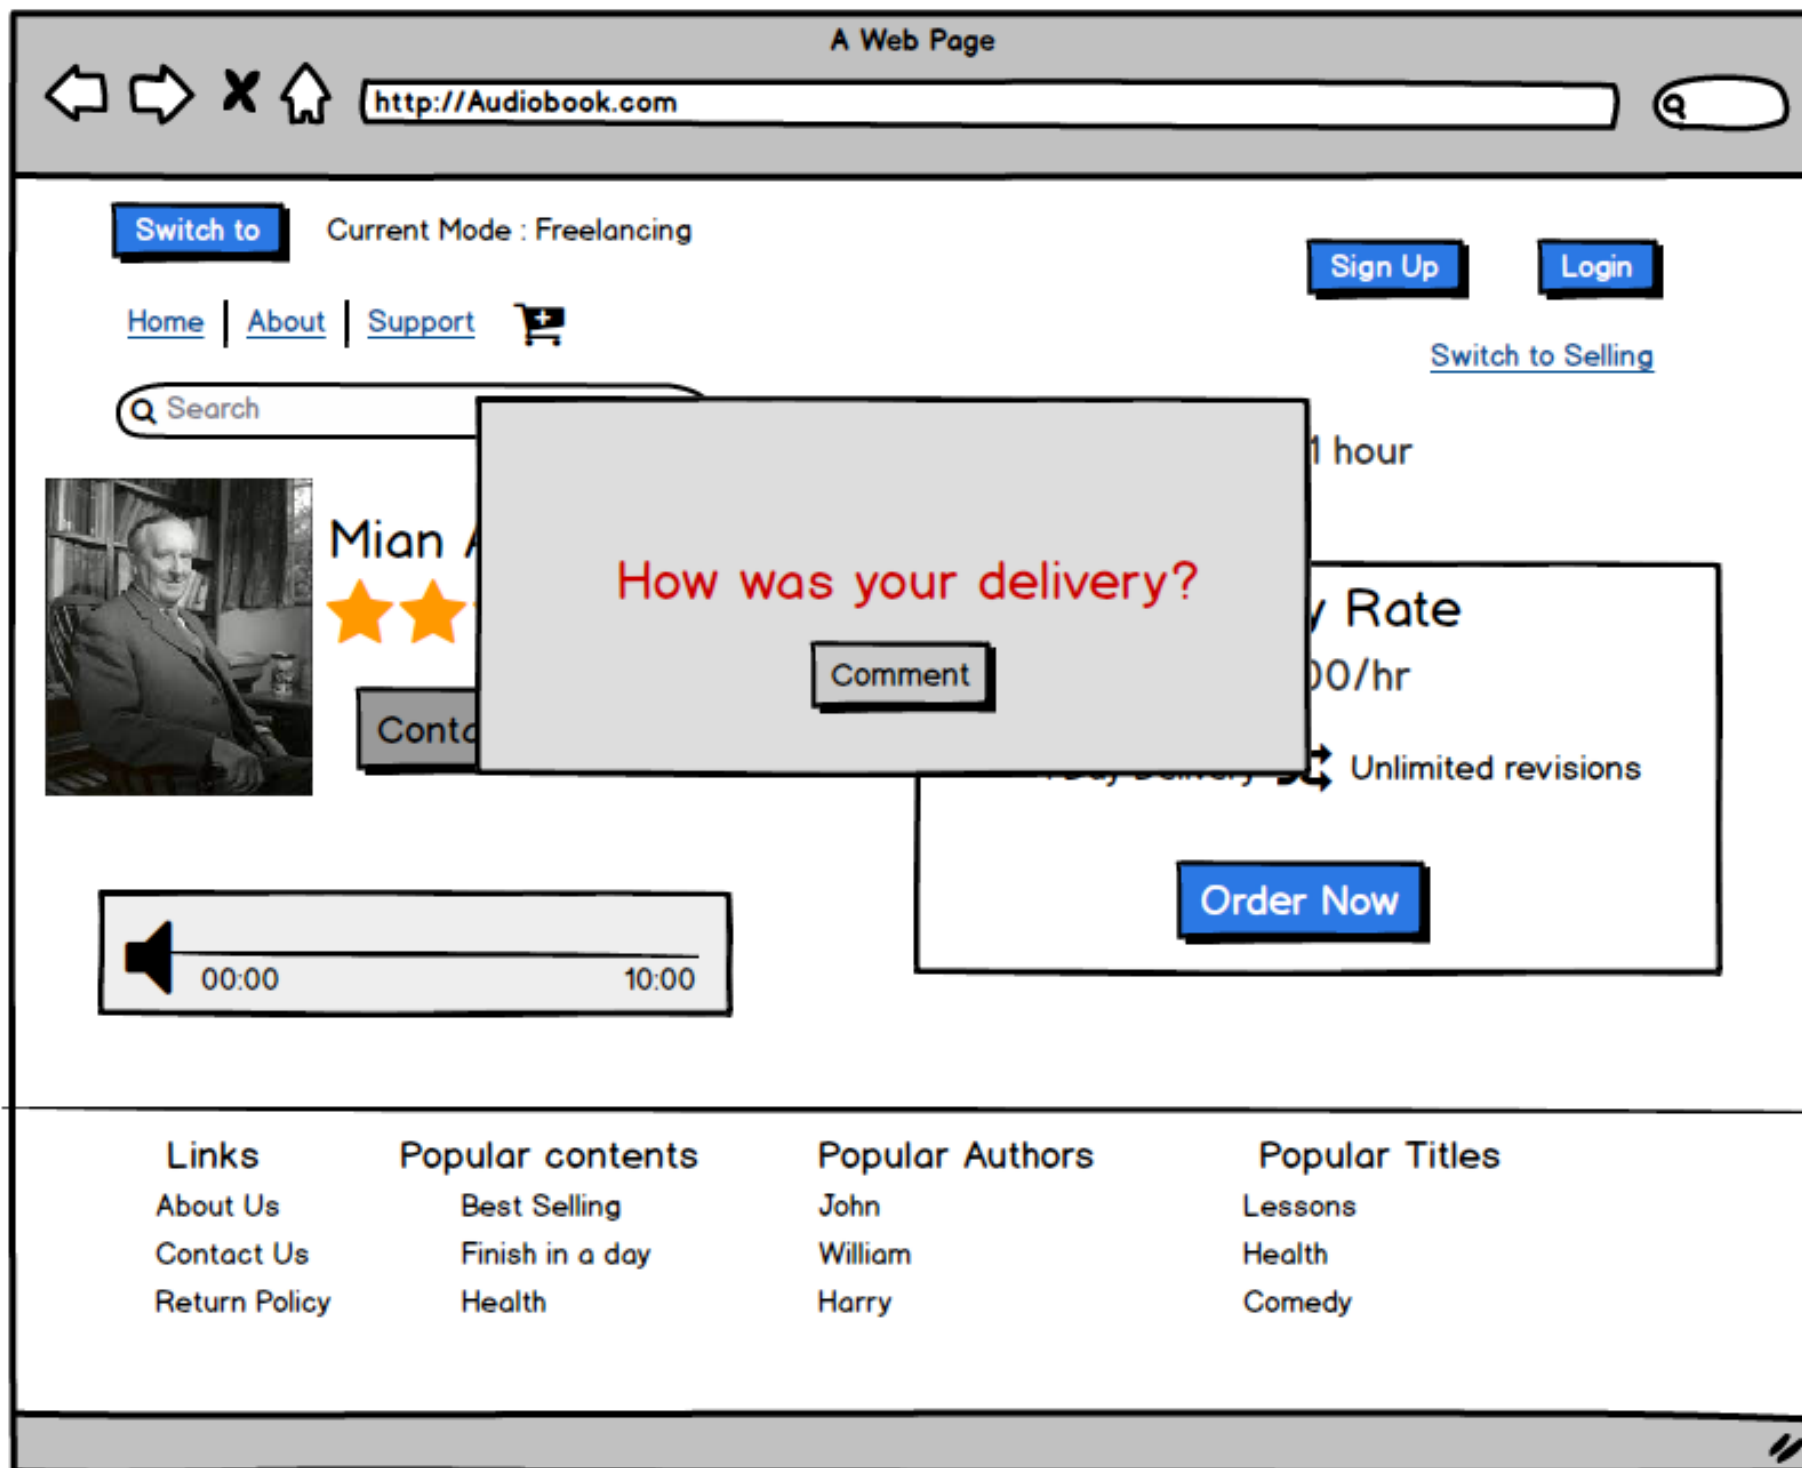 A Web Page
http://Audiobook.com
Switch to
Current Mode : Freelancing
Sign Up
Login
Home
About
Support
Switch to Selling
Search
1 hour
Mian
How was your delivery?
Comment
Rate
00/hr
Day Delivery
Unlimited revisions
Order Now
00:00
10:00
Links
About Us
Contact Us
Return Policy
Popular contents
Best Selling
Finish in a day
Health
Popular Authors
John
William
Harry
Popular Titles
Lessons
Health
Comedy